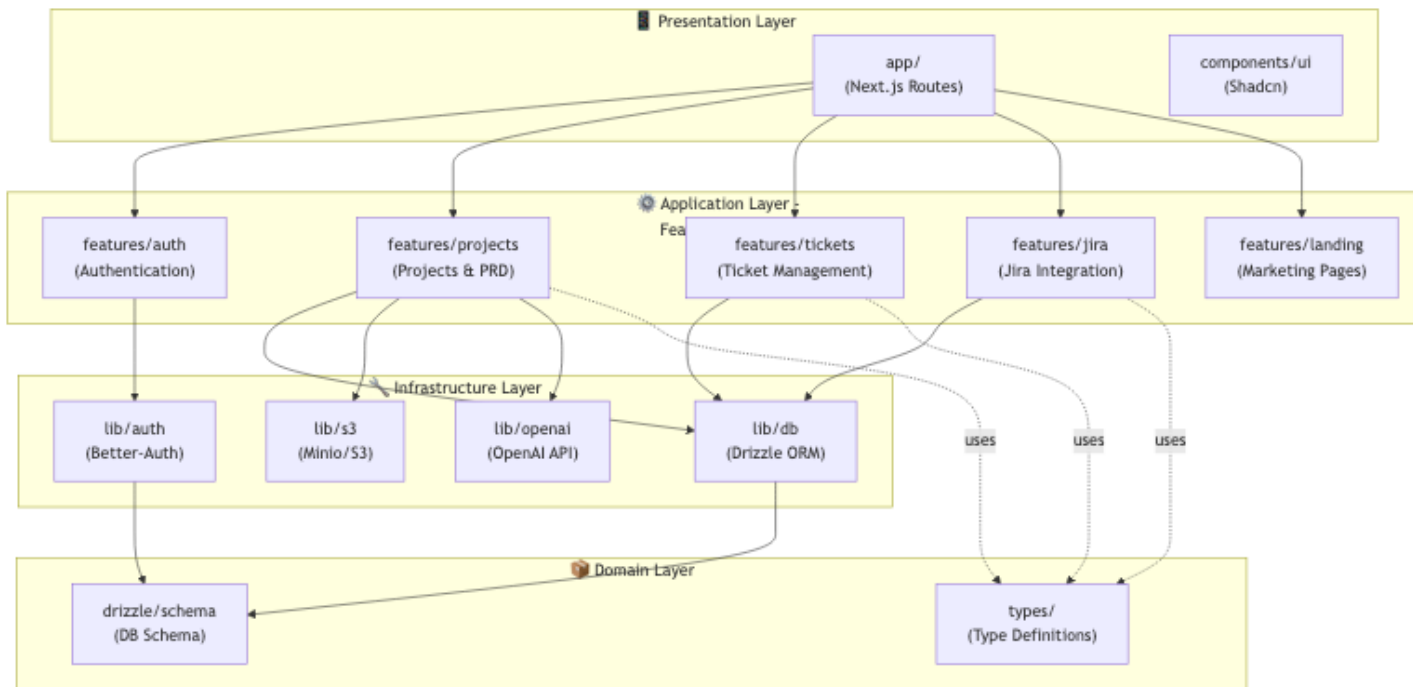 📱 Presentation Layer
app/
(Next.js Routes)
components/ui
(Shadcn)
⚙️ Application Layer -
Fea
features/auth
(Authentication)
features/projects
(Projects & PRD)
features/tickets
(Ticket Management)
features/jira
(Jira Integration)
features/landing
(Marketing Pages)
🔧 Infrastructure Layer
lib/auth
(Better-Auth)
lib/s3
(Minio/S3)
lib/openai
(OpenAI API)
lib/db
(Drizzle ORM)
uses
uses
uses
📦 Domain Layer
drizzle/schema
(DB Schema)
types/
(Type Definitions)